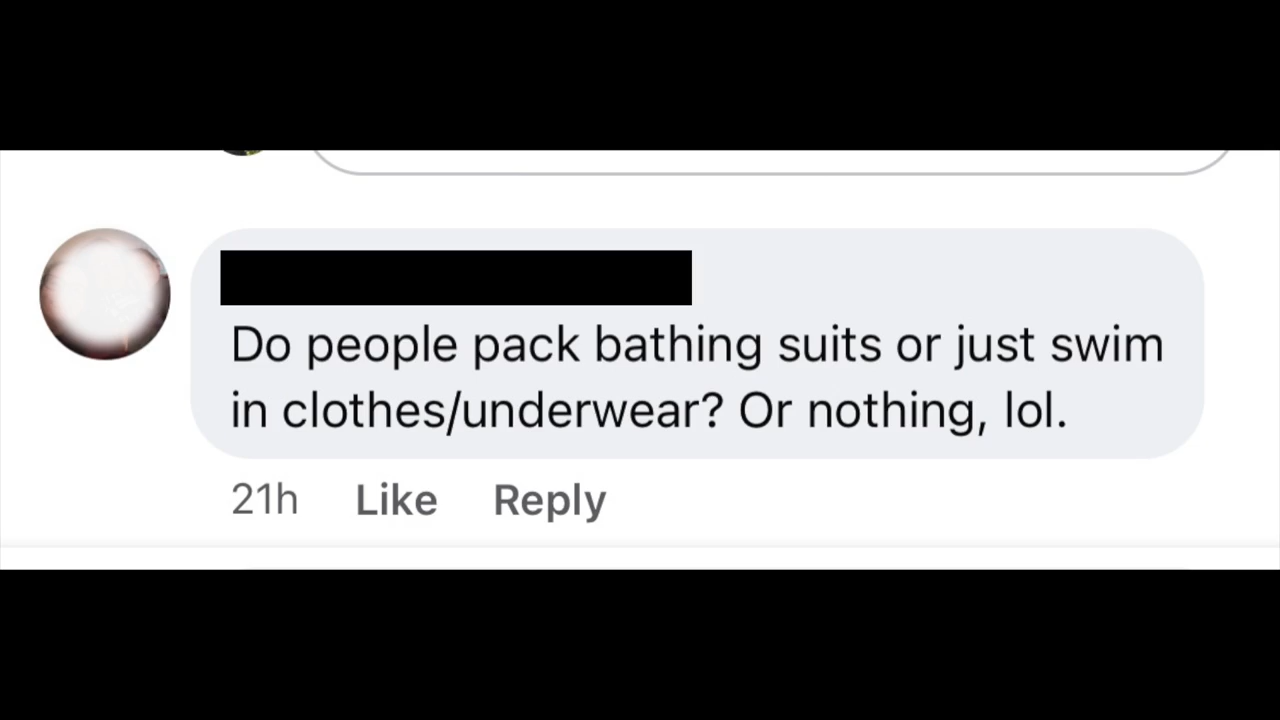 Do people pack bathing suits or just swim
in clothes/underwear? Or nothing, lol.
21h Like Reply